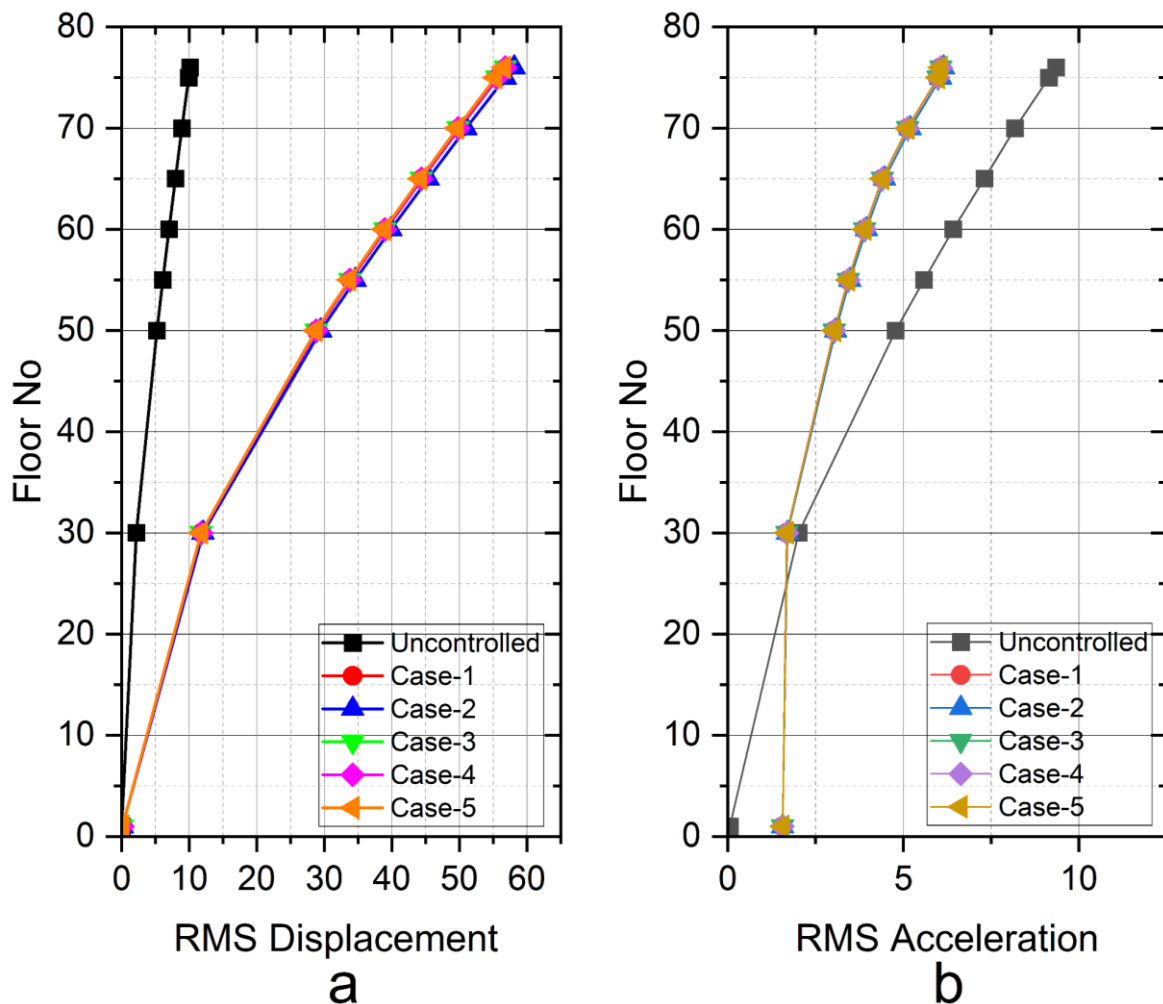 80
70
60
50
40
30
20
10
0
Floor No
Uncontrolled
Case-1
Case-2
Case-3
Case-4
Case-5
0 10 20 30 40 50 60
RMS Displacement
a
80
70
60
50
40
30
20
10
0
Floor No
Uncontrolled
Case-1
Case-2
Case-3
Case-4
Case-5
0 5 10
RMS Acceleration
b